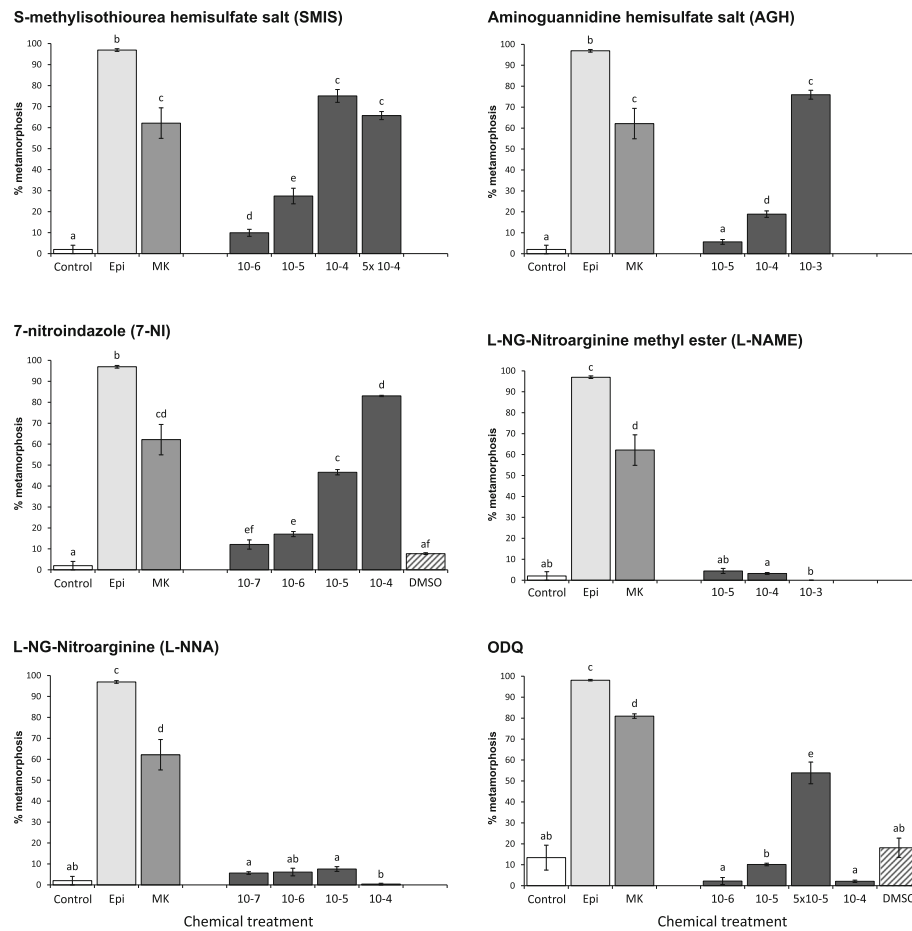 S-methylisothiourea hemisulfate salt (SMIS)
% metamorphosis
100
90
80
70
60
50
40
30
20
10
0
a
b
c
d
e
c
c
Control Epi MK 10-6 10-5 10-4 5x 10-4
Aminoguannidine hemisulfate salt (AGH)
% metamorphosis
100
90
80
70
60
50
40
30
20
10
0
a
b
c
a
d
c
Control Epi MK 10-5 10-4 10-3
7-nitroindazole (7-NI)
% metamorphosis
100
90
80
70
60
50
40
30
20
10
0
a
b
cd
ef
e
c
d
af
Control Epi MK 10-7 10-6 10-5 10-4 DMSO
L-NG-Nitroarginine methyl ester (L-NAME)
% metamorphosis
100
90
80
70
60
50
40
30
20
10
0
ab
c
d
ab
a
b
Control Epi MK 10-5 10-4 10-3
L-NG-Nitroarginine (L-NNA)
% metamorphosis
100
90
80
70
60
50
40
30
20
10
0
ab
c
d
a
ab
a
b
Control Epi MK 10-7 10-6 10-5 10-4
Chemical treatment
ODQ
% metamorphosis
100
90
80
70
60
50
40
30
20
10
0
ab
c
d
a
b
e
ab
Control Epi MK 10-6 10-5 5x10-5 10-4 DMSO
Chemical treatment